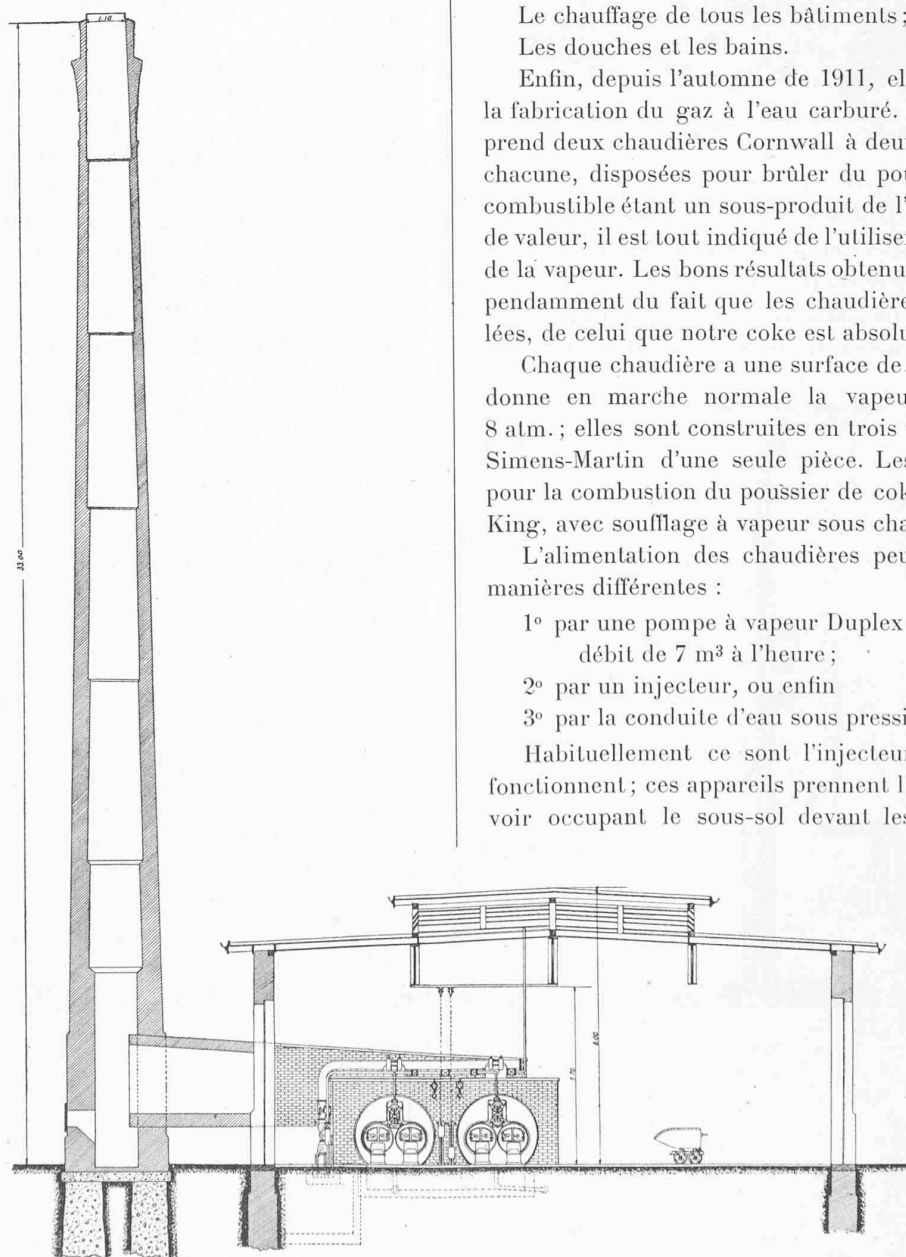 1.10
Le chauffage de tous les bâtiments ;
Les douches et les bains.
Enfin, depuis l'automne de 1911, el
la fabrication du gaz à l'eau carburé.
prend deux chaudières Cornwall à deu
chacune, disposées pour brûler du pou
combustible étant un sous-produit de l'
de valeur, il est tout indiqué de l'utilise
de la vapeur. Les bons résultats obtenu
pendamment du fait que les chaudière
lées, de celui que notre coke est absolu
Chaque chaudière a une surface de
donne en marche normale la vapeu
8 atm. ; elles sont construites en trois
Simens-Martin d'une seule pièce. Les
pour la combustion du poussier de cok
King, avec soufflage à vapeur sous cha
L'alimentation des chaudières peu
manières différentes :
1º par une pompe à vapeur Duplex
débit de 7 m³ à l'heure ;
2º par un injecteur, ou enfin
3º par la conduite d'eau sous pressi
Habituellement ce sont l'injecteu
fonctionnent ; ces appareils prennent l
voir occupant le sous-sol devant les
33.00